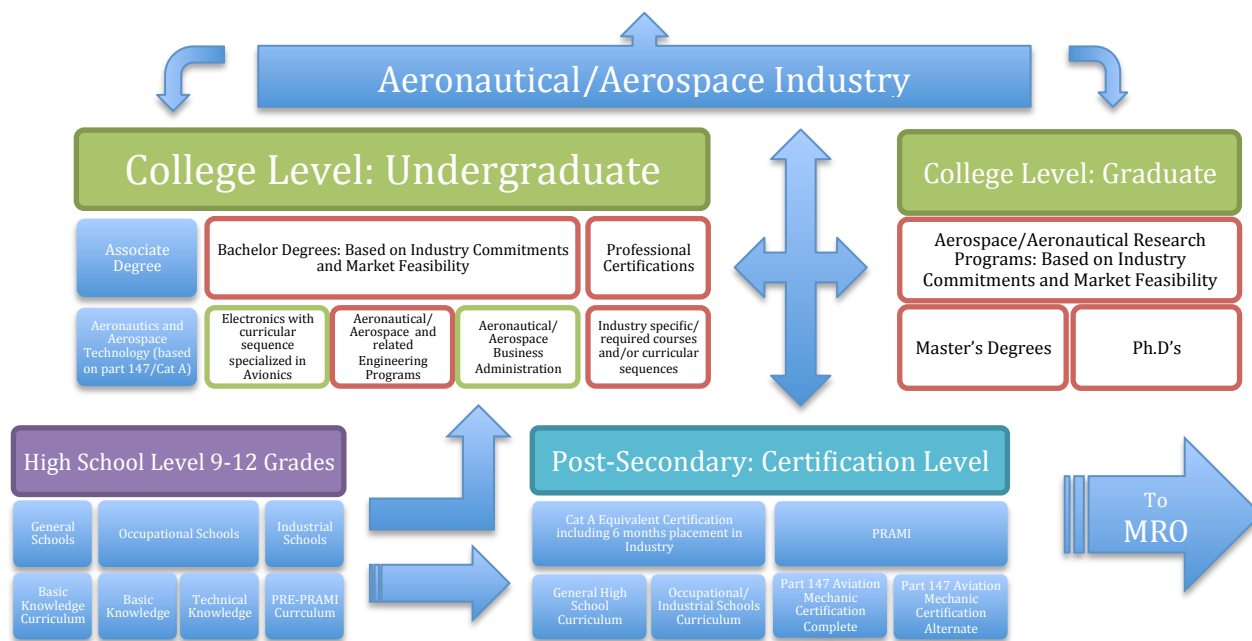 Aeronautical/Aerospace Industry
College Level: Undergraduate
College Level: Graduate
Associate
Degree
Bachelor Degrees: Based on Industry Commitments
and Market Feasibility
Professional
Certifications
Aerospace/Aeronautical Research
Programs: Based on Industry
Commitments and Market Feasibility
Aeronautics and
Aerospace
Technology (based
on part 147/Cat A)
Electronics with
curricular
sequence
specialized in
Avionics
Aeronautical/
Aerospace and
related
Engineering
Programs
Aeronautical/
Aerospace
Business
Administration
Industry specific/
required courses
and/or curricular
sequences
Master's Degrees
Ph.D's
High School Level 9-12 Grades
Post-Secondary: Certification Level
General
Schools
Occupational Schools
Industrial
Schools
Cat A Equivalent Certification
including 6 months placement in
Industry
PRAMI
To
MRO
Basic
Knowledge
Curriculum
Basic
Knowledge
Technical
Knowledge
PRE-PRAMI
Currculum
General High
School
Curriculum
Occupational/
Industrial Schools
Curriculum
Part 147 Aviation
Mechanic
Certification
Complete
Part 147 Aviation
Mechanic
Certification
Alternate